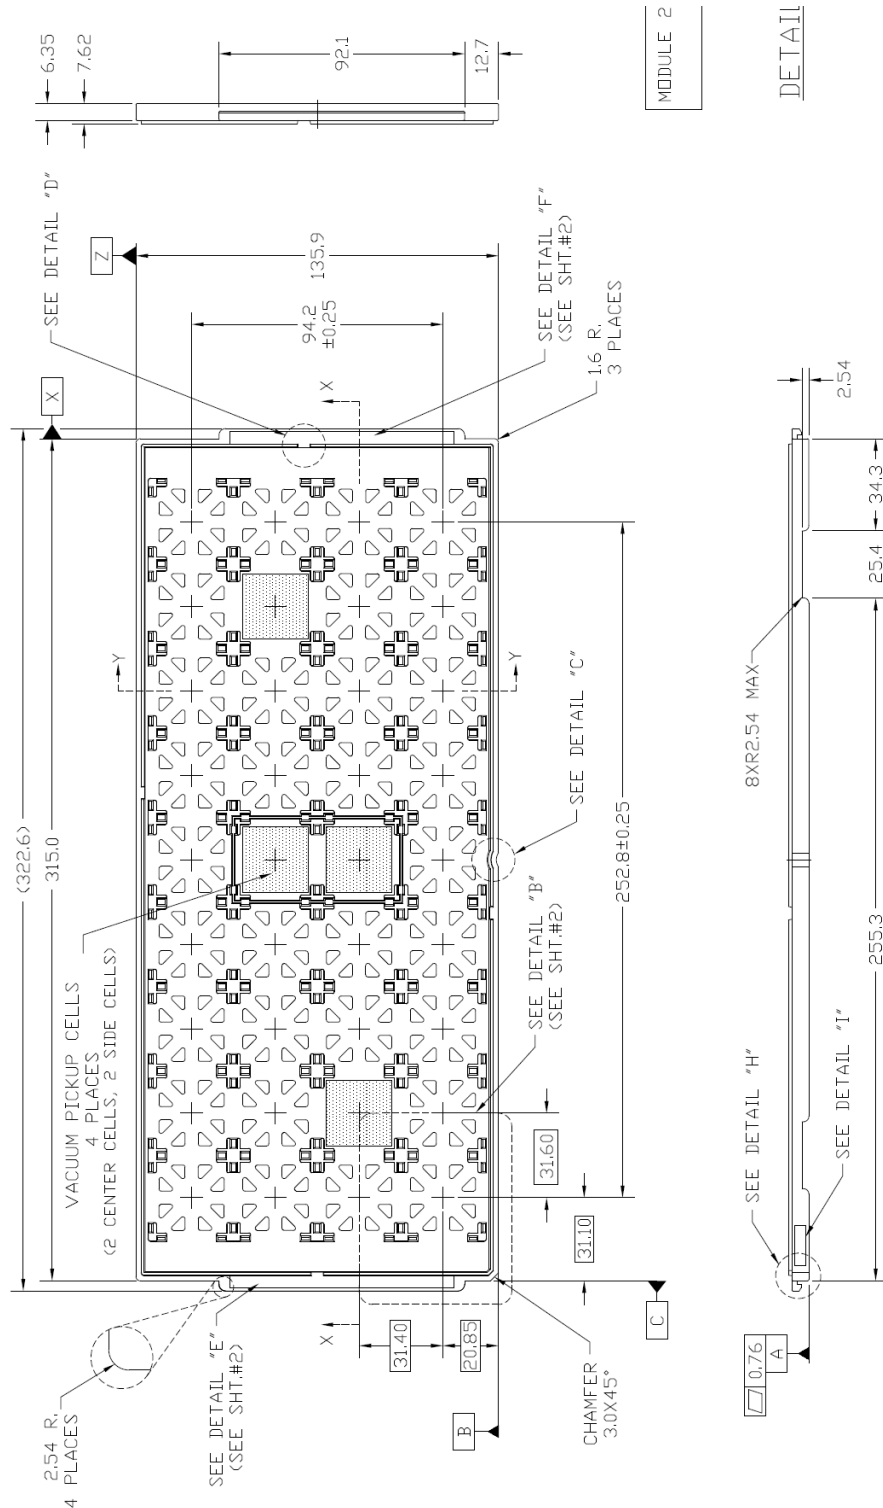 2.54 R.
4 PLACES
SEE DETAIL "E"
(SEE SHT.#2)
VACUUM PICKUP CELLS
4 PLACES
(2 CENTER CELLS, 2 SIDE CELLS)
(322.6)
315.0
X
SEE DETAIL "D"
Z
6.35
7.62
92.1
12.7
MODULE 2
DETAIL
135.9
94.2
±0.25
SEE DETAIL "F"
(SEE SHT.#2)
1.6 R.
3 PLACES
X
X
Y
Y
SEE DETAIL "C"
252.8±0.25
SEE DETAIL "B"
(SEE SHT.#2)
31.60
31.10
31.40
20.85
B
C
CHAMFER
3.0X45°
0.76
A
SEE DETAIL "H"
SEE DETAIL "I"
8XR2.54 MAX
255.3
25.4
34.3
2.54